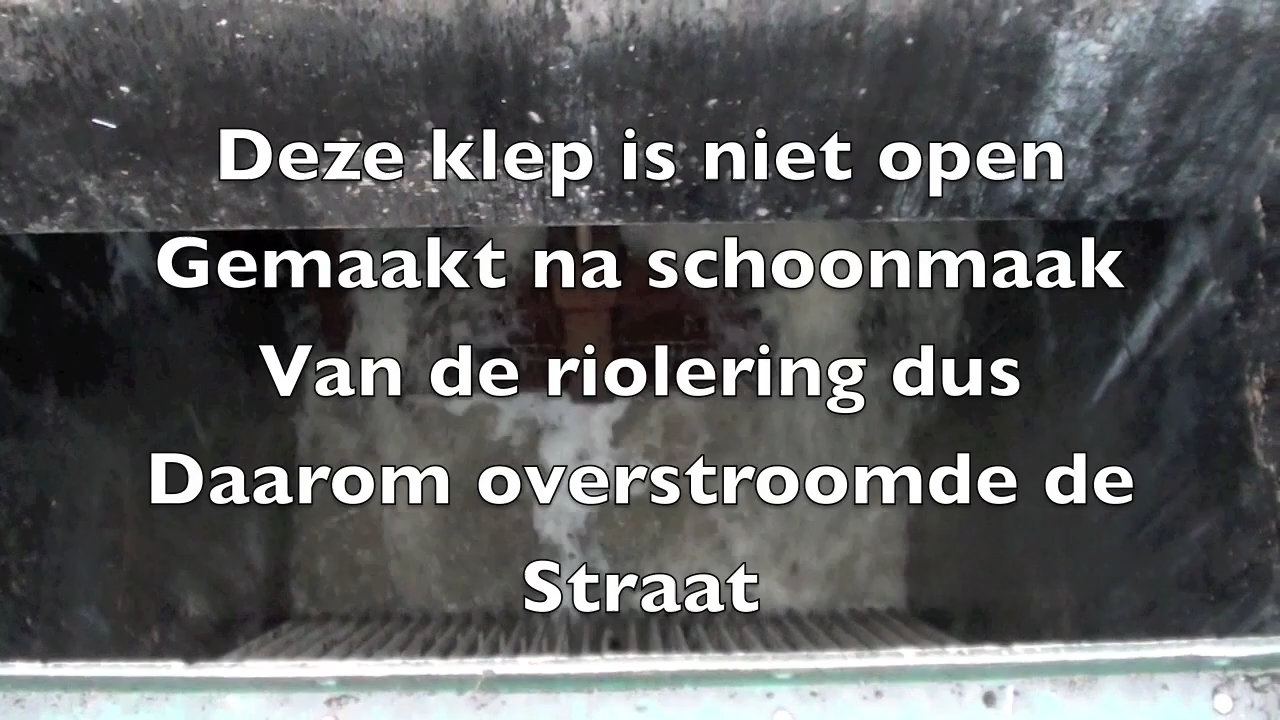 Deze klep is niet open
Gemaakt na schoonmaak
Van de riolering dus
Daarom overstroomde de
Straat